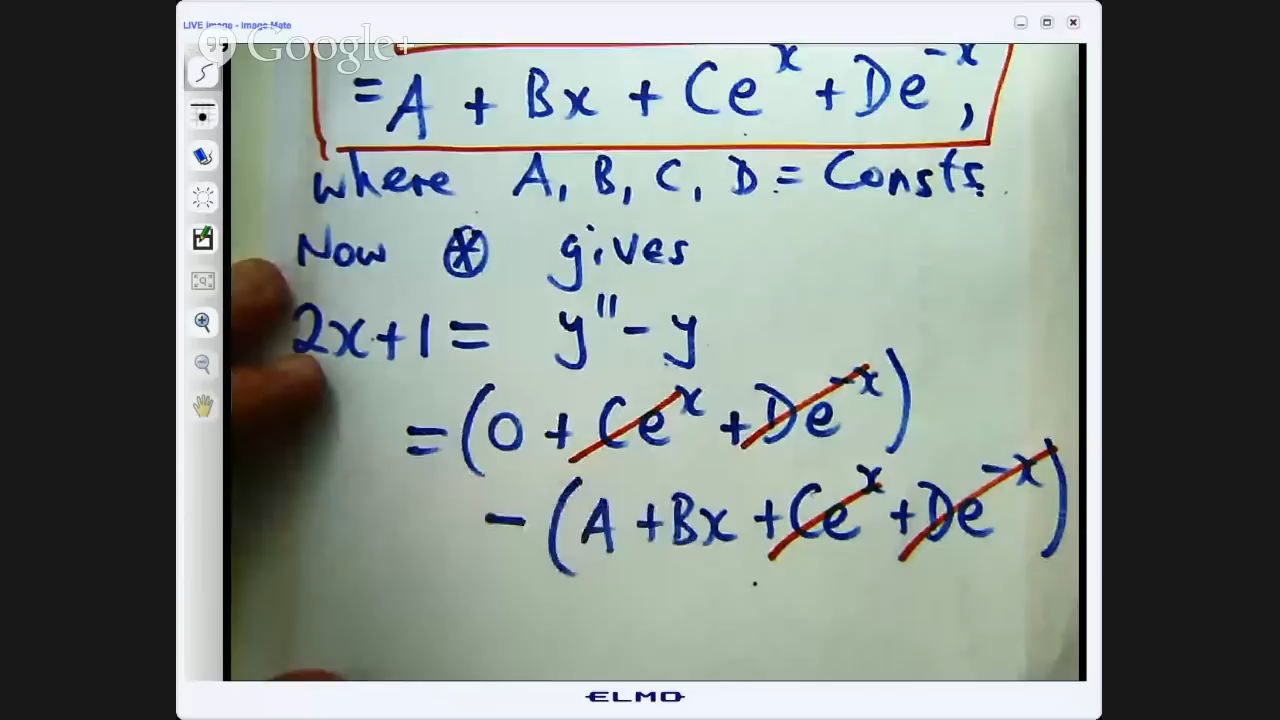 LIVE image - Image Mate
Google+
= A + Bx + Ce^x + De^-x,
where A, B, C, D = Consts.
Now ⊛ gives
2x+1 = y'' - y
= (0 + Ce^x + De^-x)
- (A + Bx + Ce^x + De^-x)
ELMO